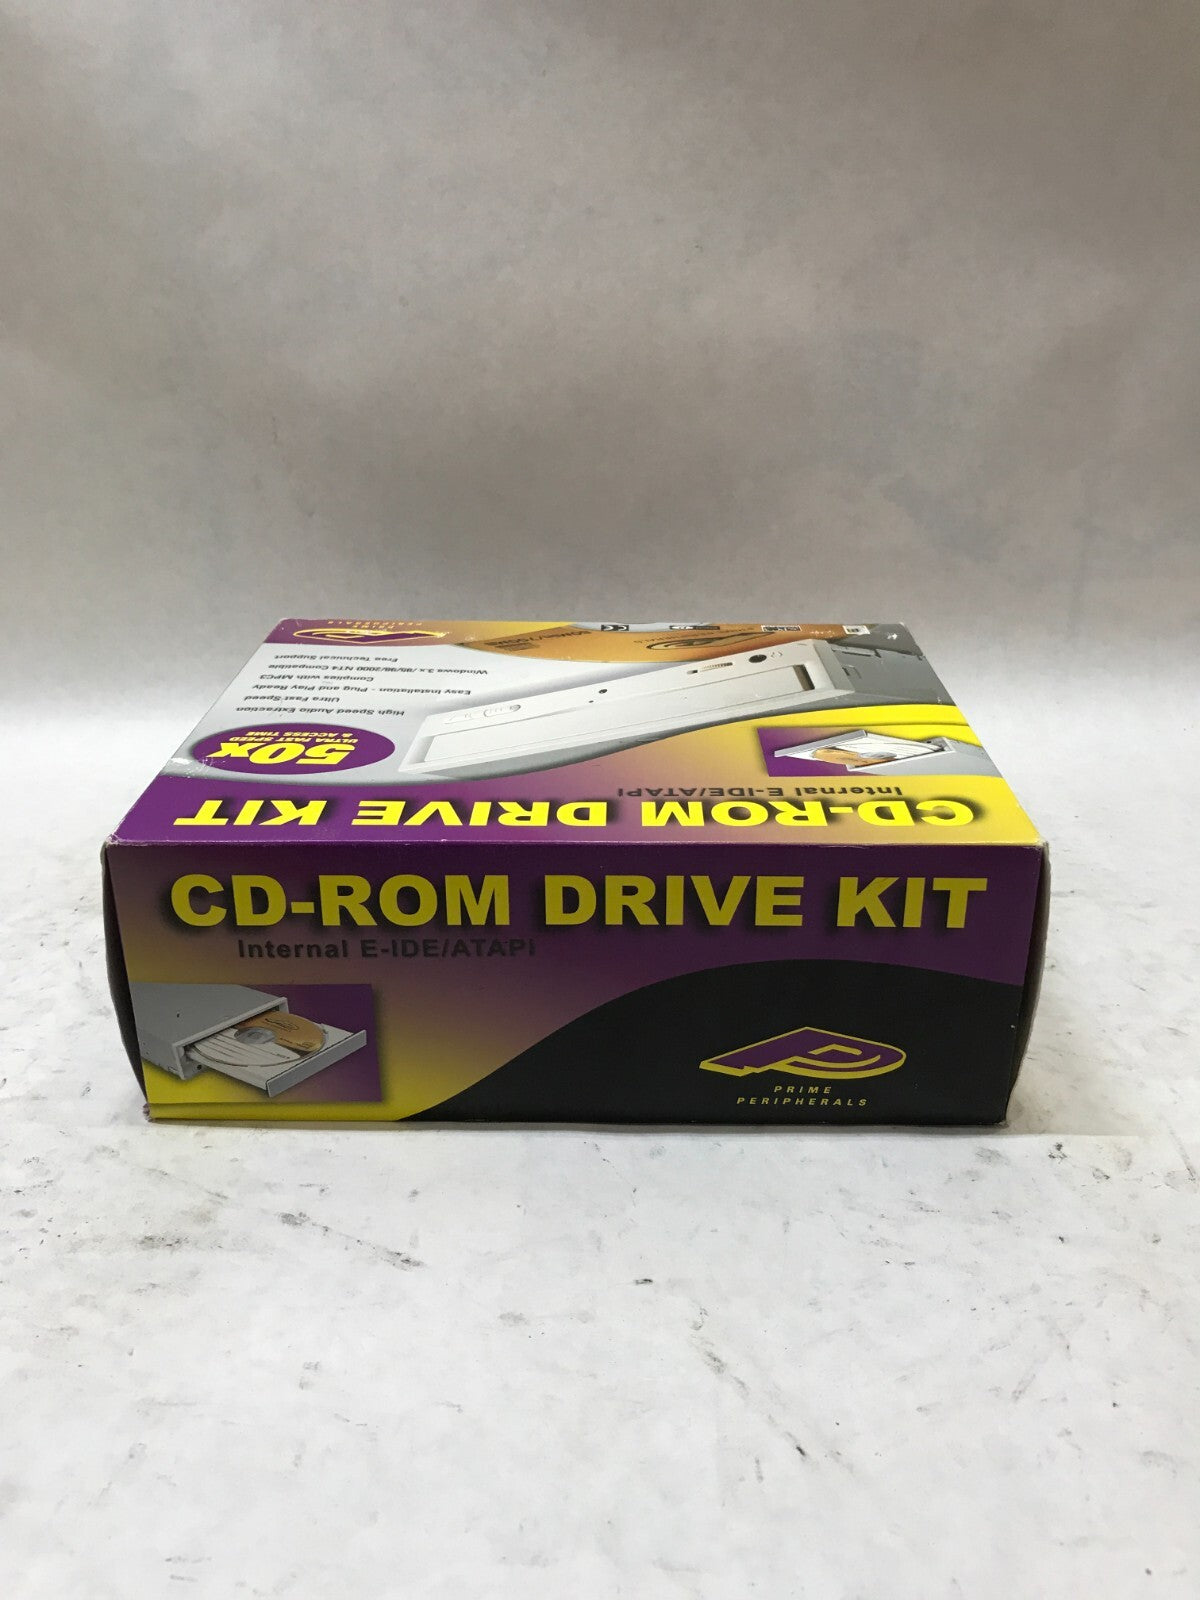 CD-ROM DRIVE KIT
Internal E-IDE/ATAPI
PRIME
PERIPHERALS
CD-ROM DRIVE KIT
Internal E-IDE/ATAPI
50x
ULTRA FAST SPEED
& ACCESS TIME
High Speed Audio Extraction
Ultra Fast Speed
Easy Installation - Plug and Play Ready
Complies with MPC3
Windows 3.x/95/98/2000 NT4 Compatible
Free Technical Support
PRIME
PERIPHERALS